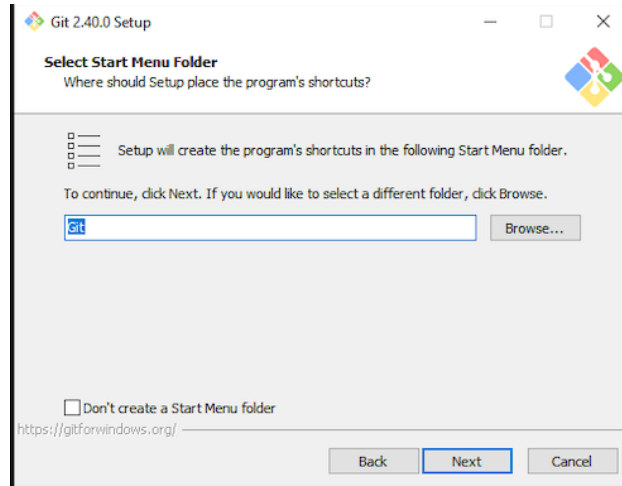 Git 2.40.0 Setup
Select Start Menu Folder
Where should Setup place the program's shortcuts?
Setup will create the program's shortcuts in the following Start Menu folder.
To continue, click Next. If you would like to select a different folder, click Browse.
Git
Browse...
Don't create a Start Menu folder
https://gitforwindows.org/
Back
Next
Cancel